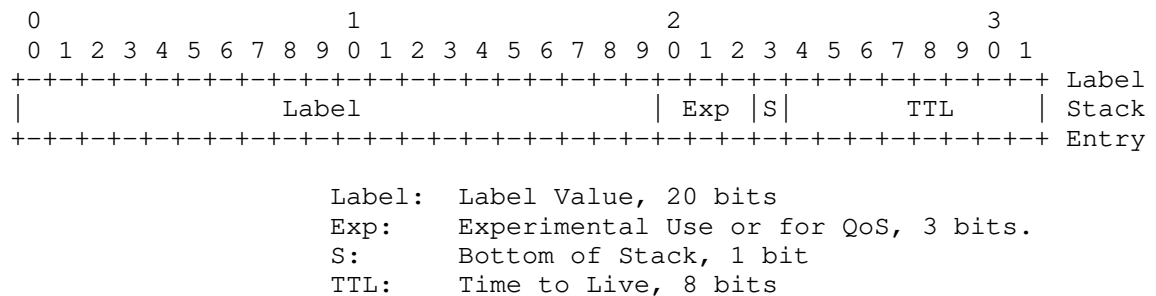 0                   1                   2                   3
 0 1 2 3 4 5 6 7 8 9 0 1 2 3 4 5 6 7 8 9 0 1 2 3 4 5 6 7 8 9 0 1
+-+-+-+-+-+-+-+-+-+-+-+-+-+-+-+-+-+-+-+-+-+-+-+-+-+-+-+-+-+-+-+-+ Label
|                Label                  | Exp |S|       TTL     | Stack
+-+-+-+-+-+-+-+-+-+-+-+-+-+-+-+-+-+-+-+-+-+-+-+-+-+-+-+-+-+-+-+-+ Entry
                    Label:  Label Value, 20 bits
                    Exp:    Experimental Use or for QoS, 3 bits.
                    S:      Bottom of Stack, 1 bit
                    TTL:    Time to Live, 8 bits